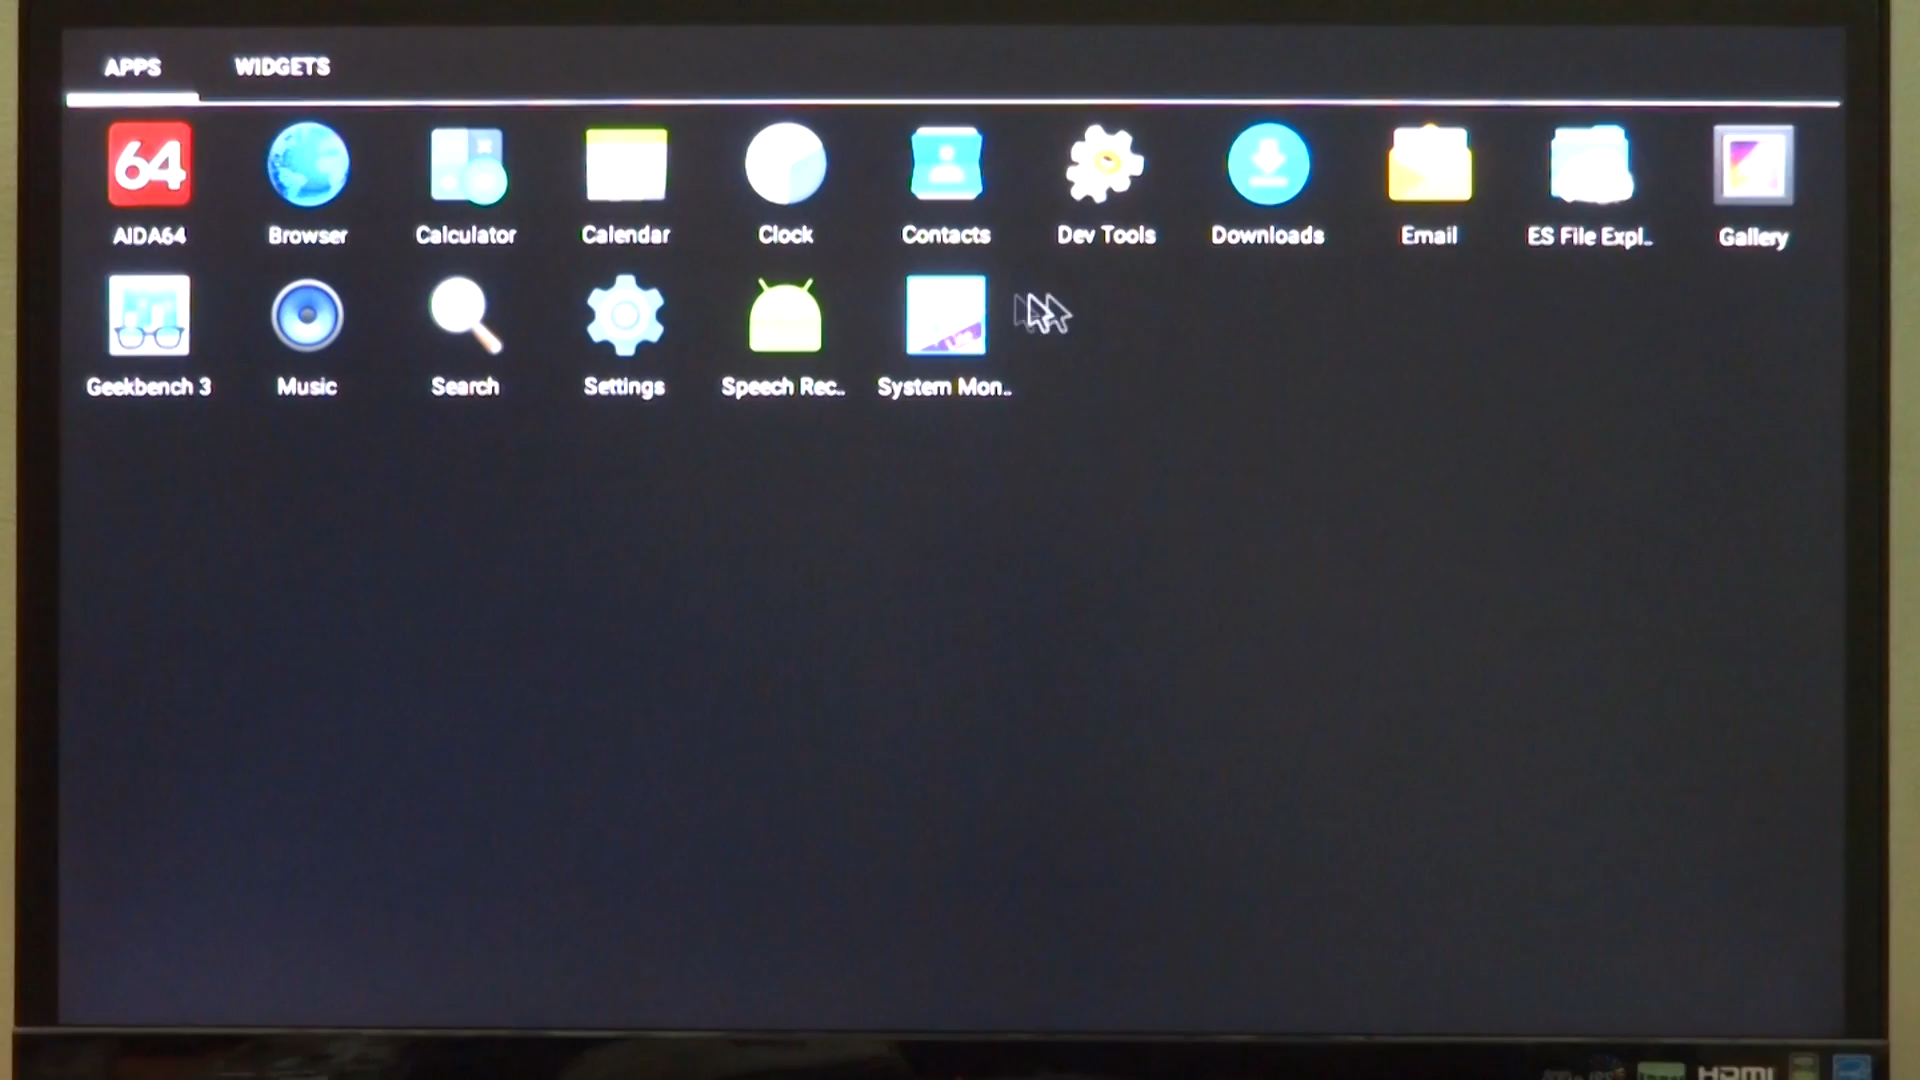 APPS WIDGETS
64
AIDA64 Browser Calculator Calendar Clock Contacts Dev Tools Downloads Email ES File Expl.. Gallery
Geekbench 3 Music Search Settings Speech Rec.. System Mon..
HDMI